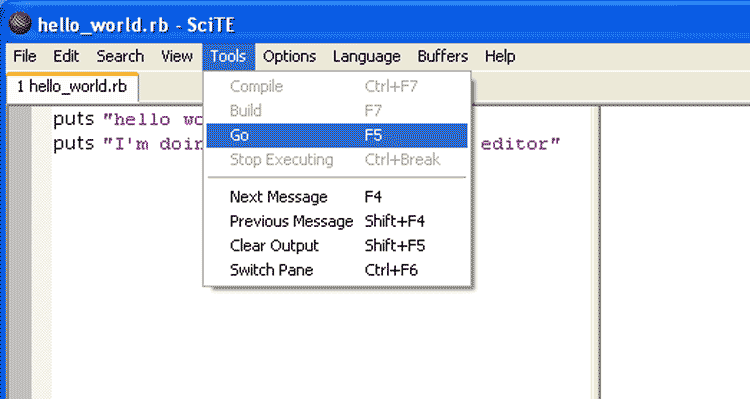 hello_world.rb - SciTE
File Edit Search View Tools Options Language Buffers Help
1 hello_world.rb
puts "hello wo
puts "I'm doin editor"
Compile Ctrl+F7
Build F7
Go F5
Stop Executing Ctrl+Break
Next Message F4
Previous Message Shift+F4
Clear Output Shift+F5
Switch Pane Ctrl+F6